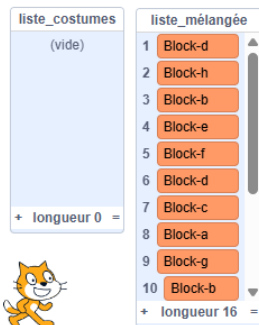 liste_costumes
(vide)
+ longueur 0 =
liste_mélangée
1 Block-d
2 Block-h
3 Block-b
4 Block-e
5 Block-f
6 Block-d
7 Block-c
8 Block-a
9 Block-g
10 Block-b
+ longueur 16 =